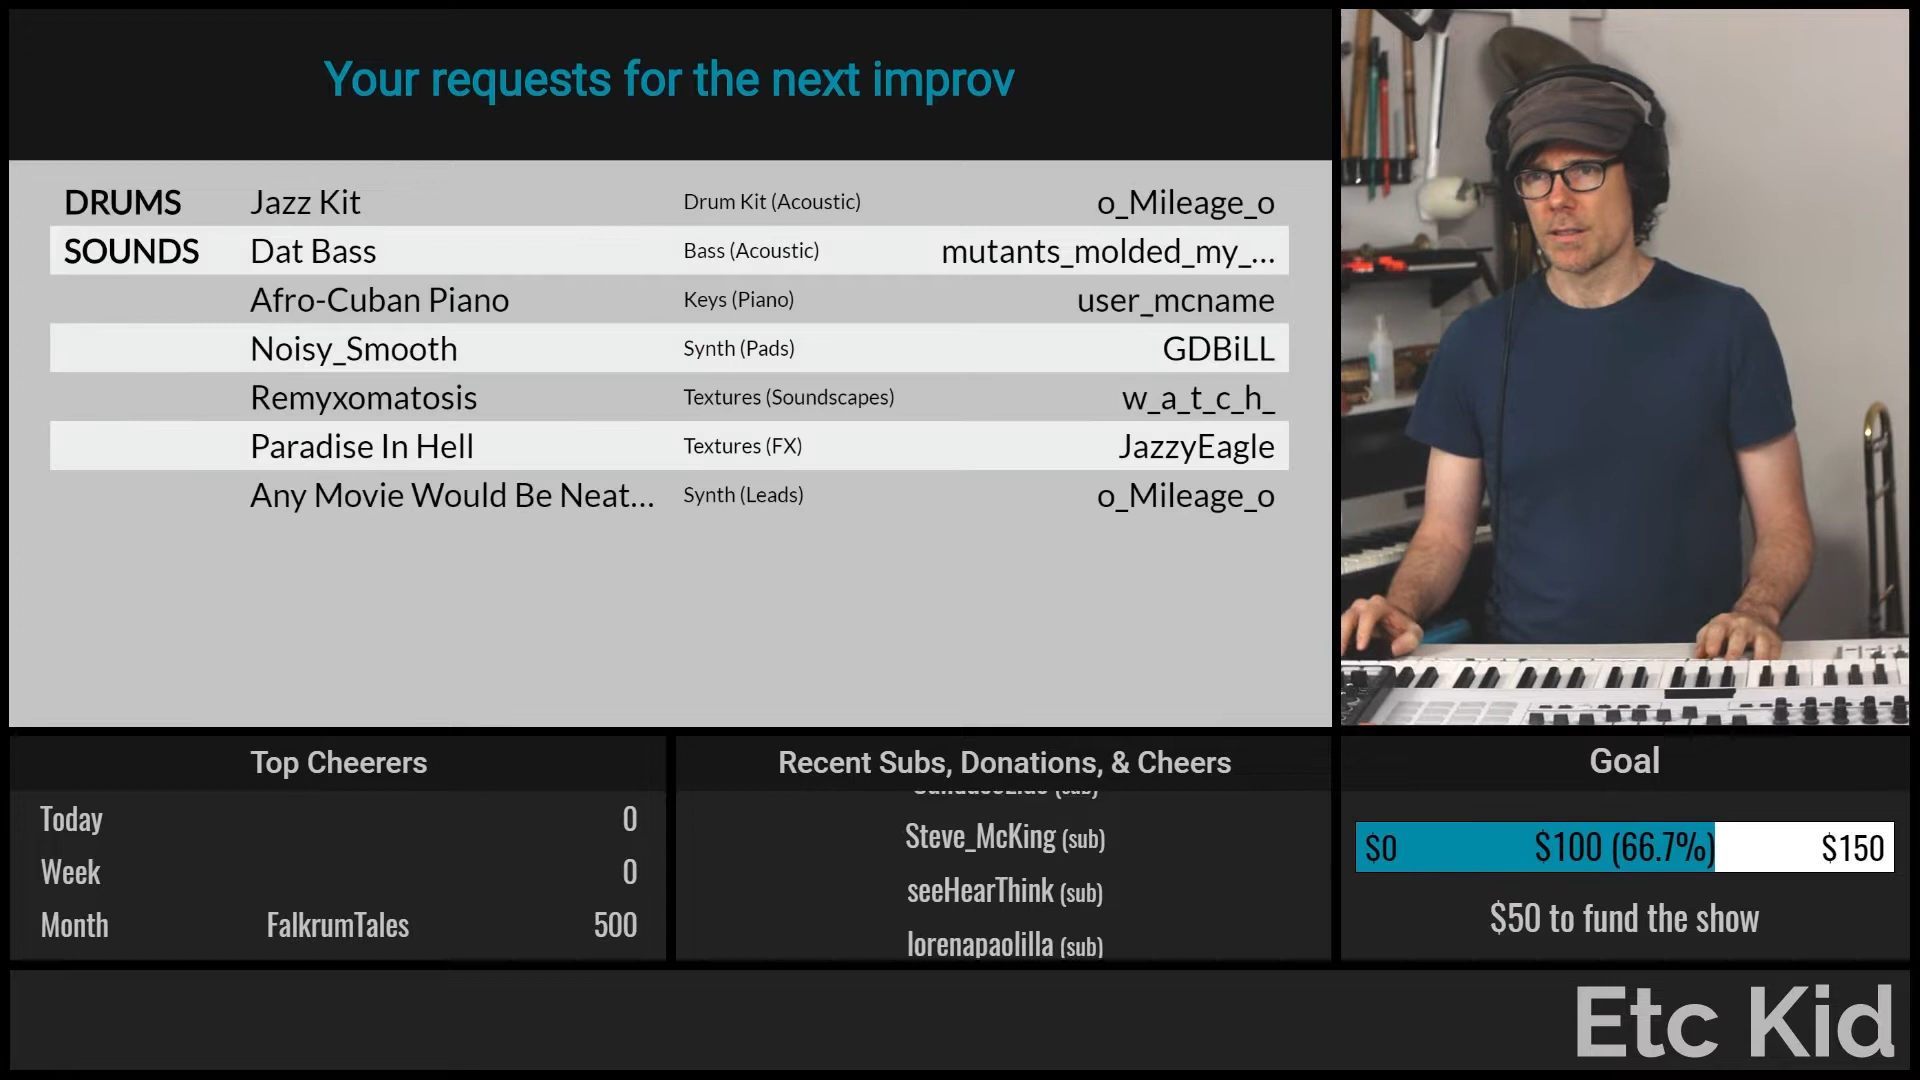 Your requests for the next improv
DRUMS Jazz Kit Drum Kit (Acoustic) o_Mileage_o
SOUNDS Dat Bass Bass (Acoustic) mutants_molded_my_...
Afro-Cuban Piano Keys (Piano) user_mcname
Noisy_Smooth Synth (Pads) GDBiLL
Remyxomatosis Textures (Soundscapes) w_a_t_c_h_
Paradise In Hell Textures (FX) JazzyEagle
Any Movie Would Be Neat... Synth (Leads) o_Mileage_o
Top Cheerers
Today 0
Week 0
Month FalkrumTales 500
Recent Subs, Donations, & Cheers
Steve_McKing (sub)
seeHearThink (sub)
lorenapaolilla (sub)
Goal
$0 $100 (66.7%) $150
$50 to fund the show
Etc Kid